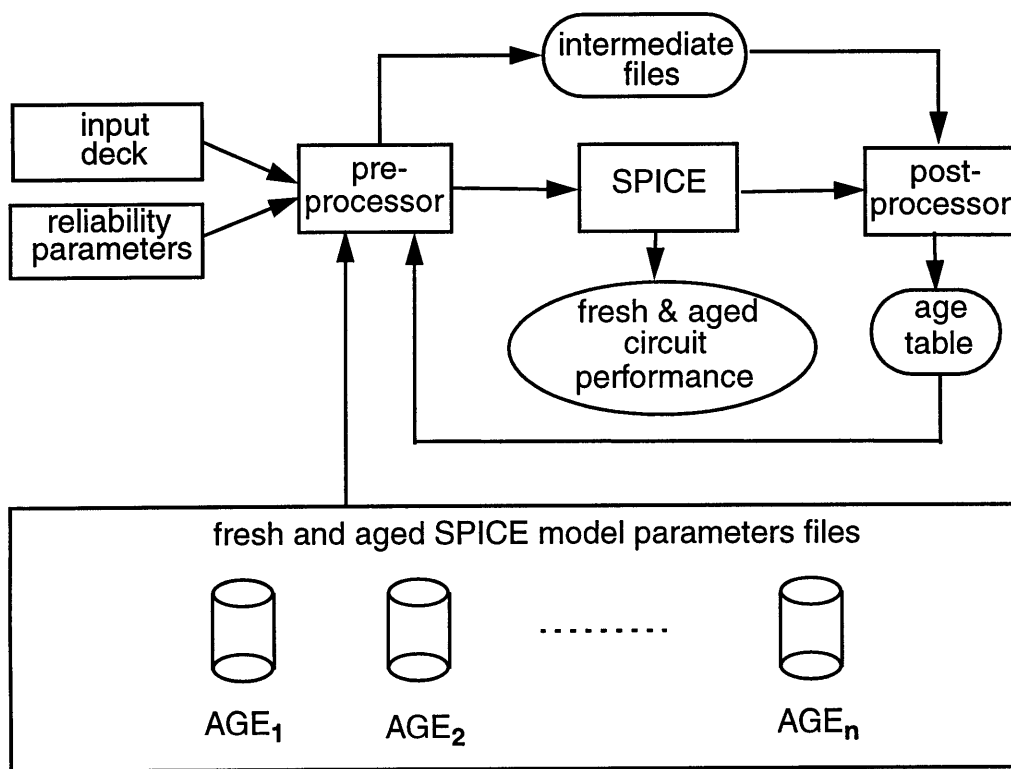 intermediate
files
input
deck
reliability
parameters
pre-
processor
SPICE
post-
processor
fresh & aged
circuit
performance
age
table
fresh and aged SPICE model parameters files
AGE1
AGE2
AGEn